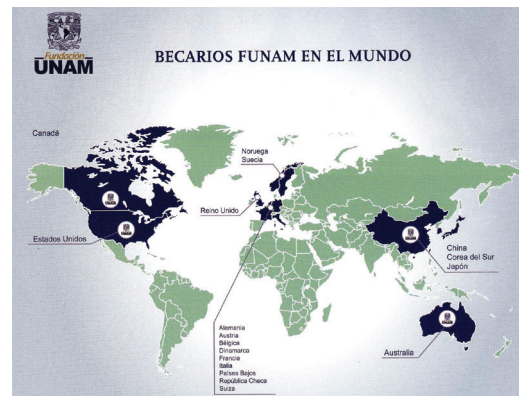 Fundación
UNAM
BECARIOS FUNAM EN EL MUNDO
Canadá
Noruega
Suecia
Reino Unido
Estados Unidos
China
Corea del Sur
Japón
Alemania
Austria
Bélgica
Dinamarca
Francia
Italia
Países Bajos
República Checa
Suiza
Australia